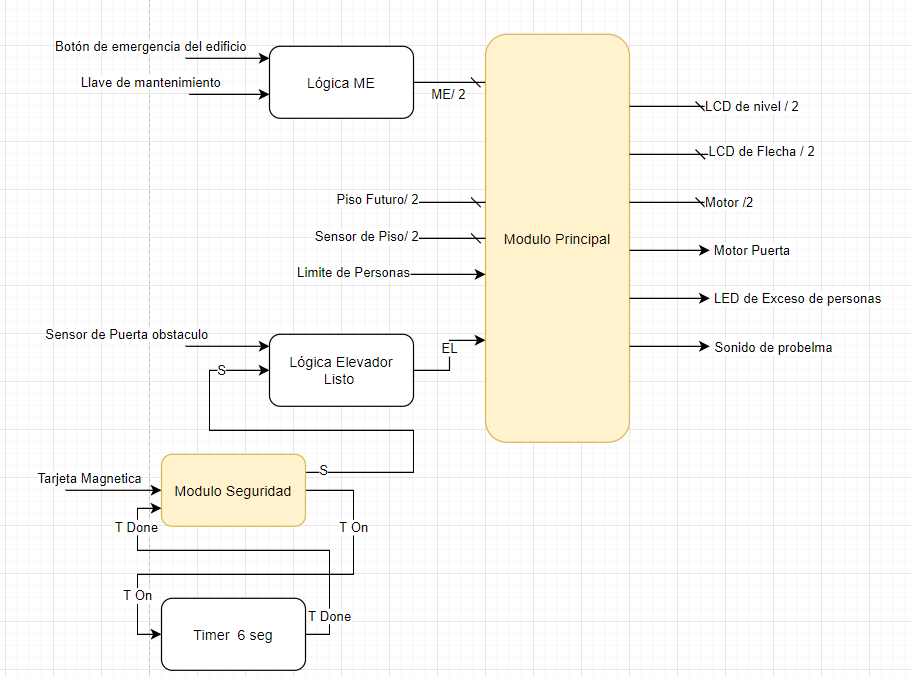 Botón de emergencia del edificio
Llave de mantenimiento
Lógica ME
ME/ 2
LCD de nivel / 2
LCD de Flecha / 2
Piso Futuro/ 2
Motor /2
Sensor de Piso/ 2
Modulo Principal
Motor Puerta
Limite de Personas
LED de Exceso de personas
Sensor de Puerta obstaculo
EL
Sonido de probelma
Lógica Elevador
Listo
S
S
Tarjeta Magnetica
Modulo Seguridad
T Done
T On
T On
T Done
Timer 6 seg